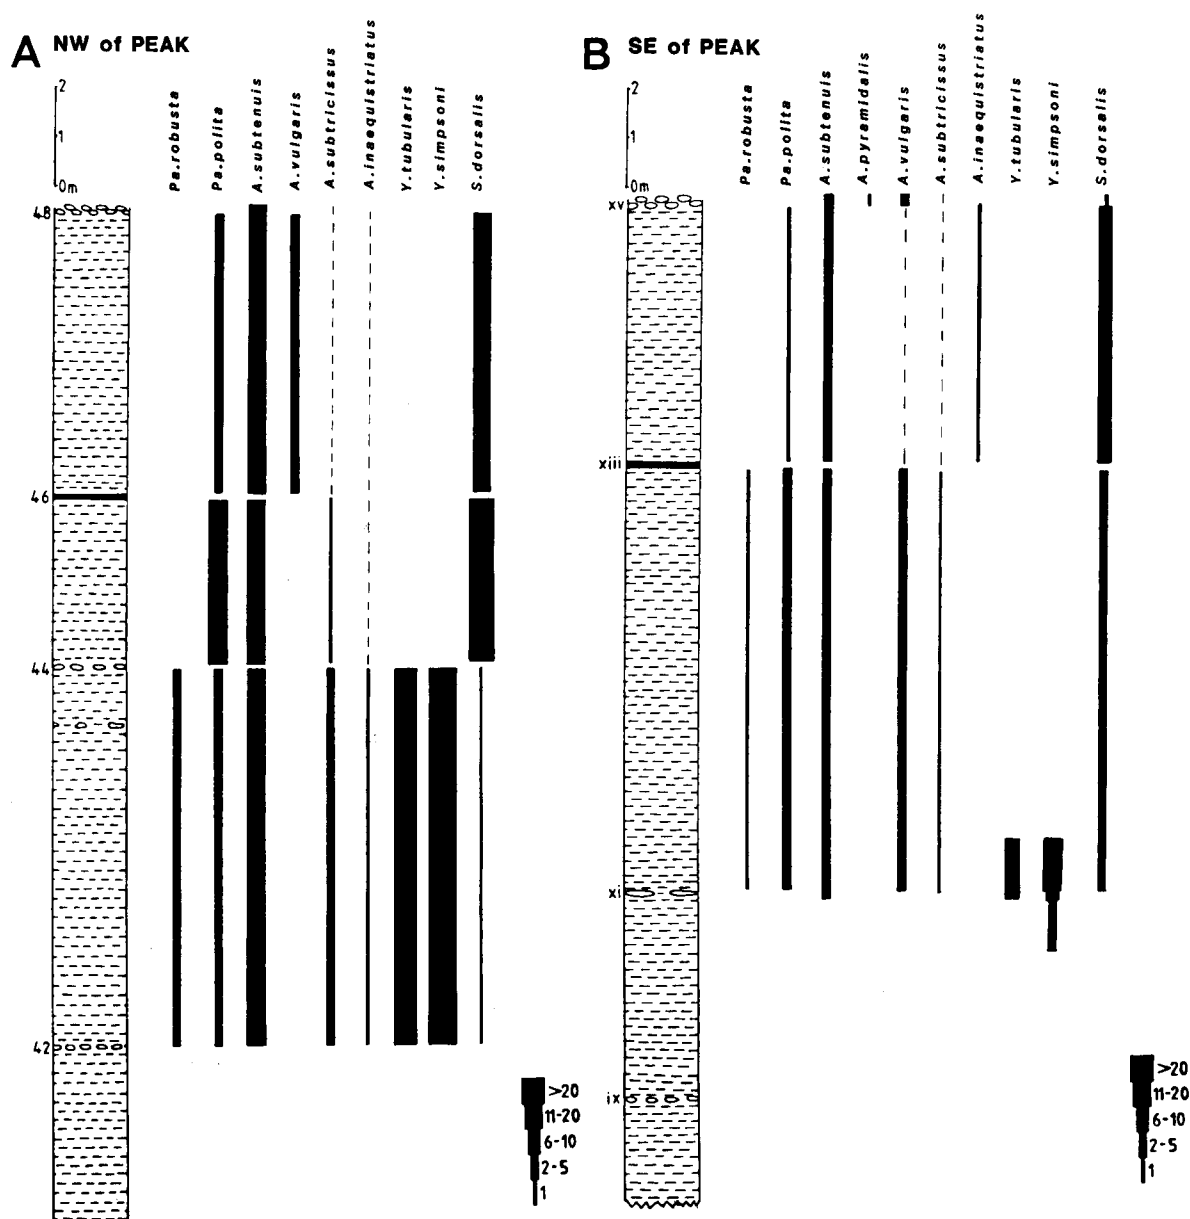 A NW of PEAK
2
1
0m
Pa.robusta
Pa.polita
A.subtenuis
A.vulgaris
A.subtricissus
A.inaequistriatus
Y.tubularis
Y.simpsoni
S.dorsalis
48
46
44
42
>20
11-20
6-10
2-5
1
B SE of PEAK
2
1
0m
Pa.robusta
Pa.polita
A.subtenuis
A.pyramidalis
A.vulgaris
A.subtricissus
A.inaequistriatus
Y.tubularis
Y.simpsoni
S.dorsalis
xv
xiii
xi
ix
>20
11-20
6-10
2-5
1